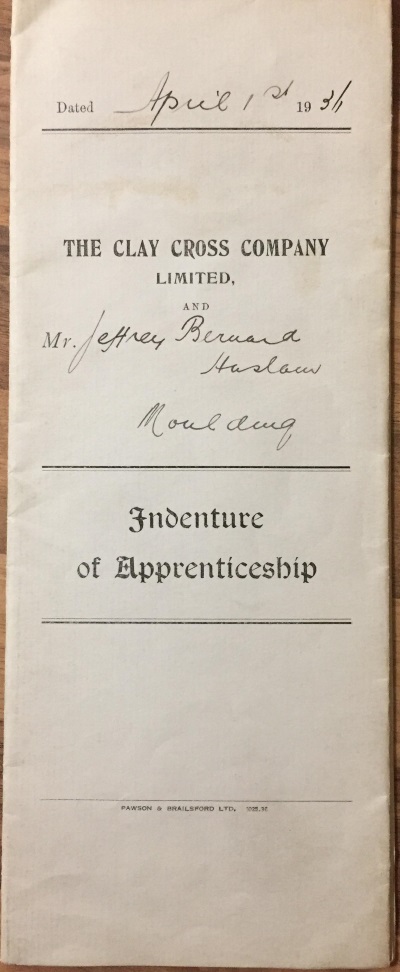 Dated April 1st 1936
THE CLAY CROSS COMPANY
LIMITED,
AND
Mr. Jeffrey Bernard
Haslam
Moulding
Indenture
of Apprenticeship
PAWSON & BRAILSFORD LTD,